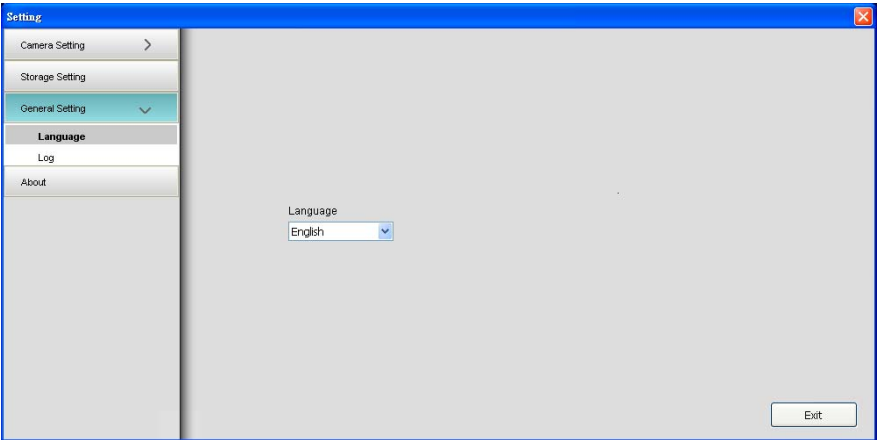 Setting
Camera Setting
Storage Setting
General Setting
Language
Log
About
Language
English
Exit